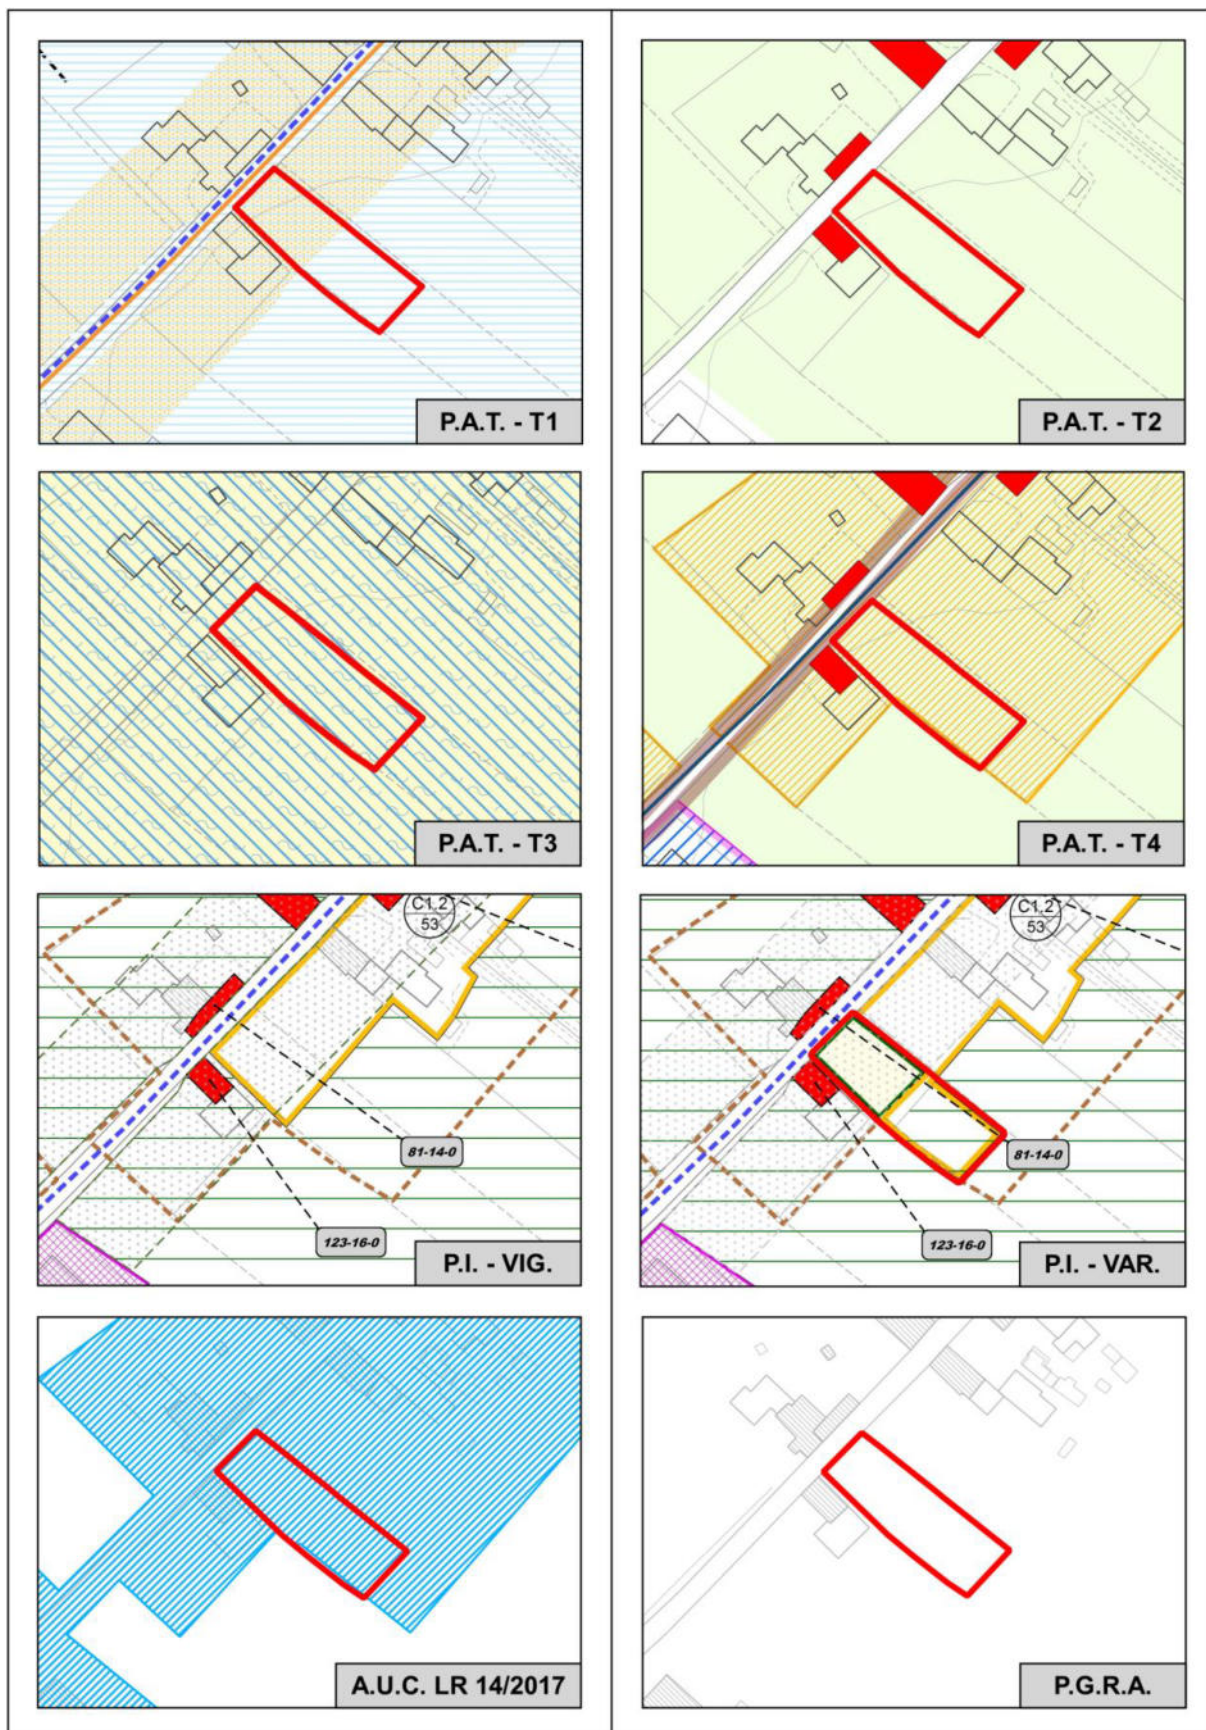 P.A.T. - T1
P.A.T. - T2
P.A.T. - T3
P.A.T. - T4
C1.2
53
81-14-0
123-16-0
P.I. - VIG.
C1.2
53
81-14-0
123-16-0
P.I. - VAR.
A.U.C. LR 14/2017
P.G.R.A.